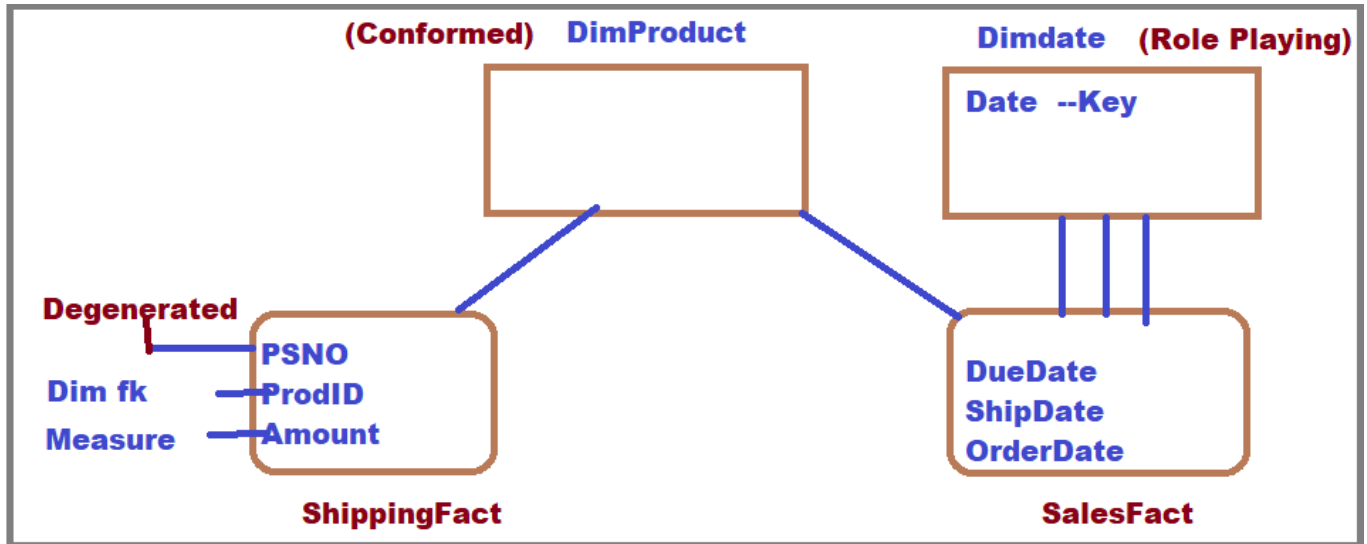 (Conformed) DimProduct
Dimdate (Role Playing)
Date --Key
Degenerated
PSNO
Dim fk
ProdID
Measure
Amount
ShippingFact
DueDate
ShipDate
OrderDate
SalesFact